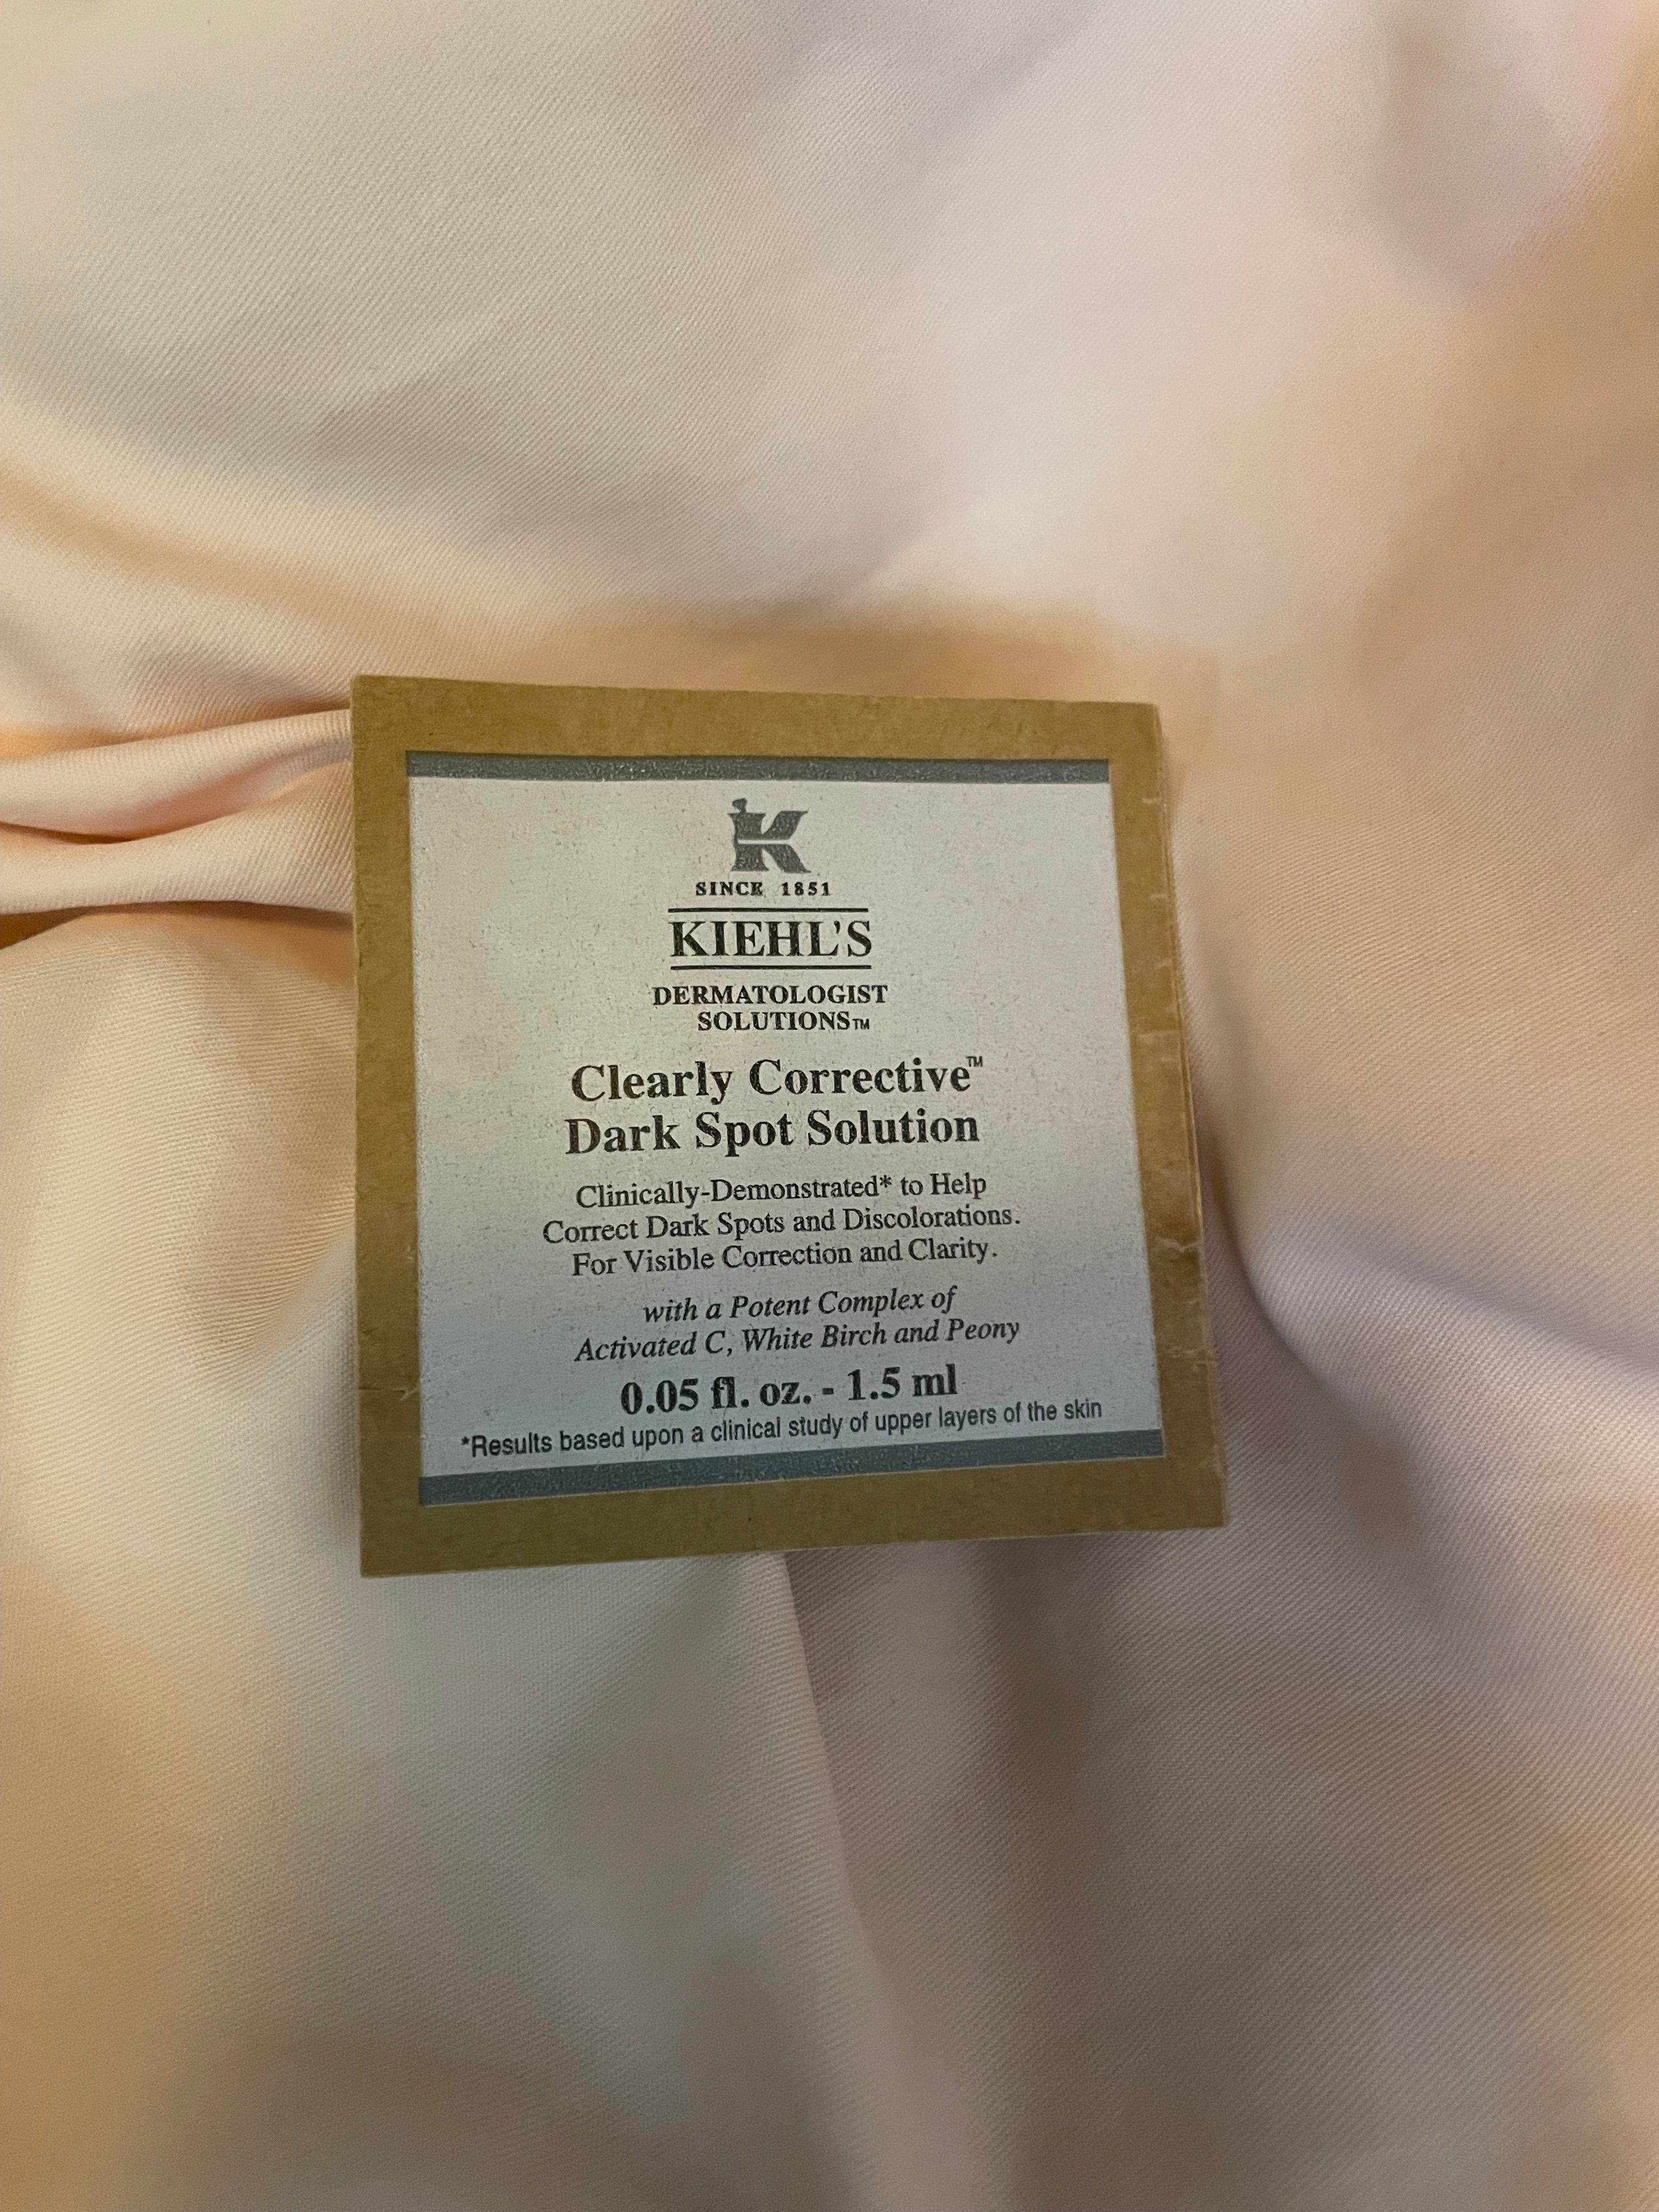 K
SINCE 1851
KIEHL'S
DERMATOLOGIST
SOLUTIONS™
Clearly Corrective™
Dark Spot Solution
Clinically-Demonstrated* to Help
Correct Dark Spots and Discolorations.
For Visible Correction and Clarity.
with a Potent Complex of
Activated C, White Birch and Peony
0.05 fl. oz. - 1.5 ml
*Results based upon a clinical study of upper layers of the skin